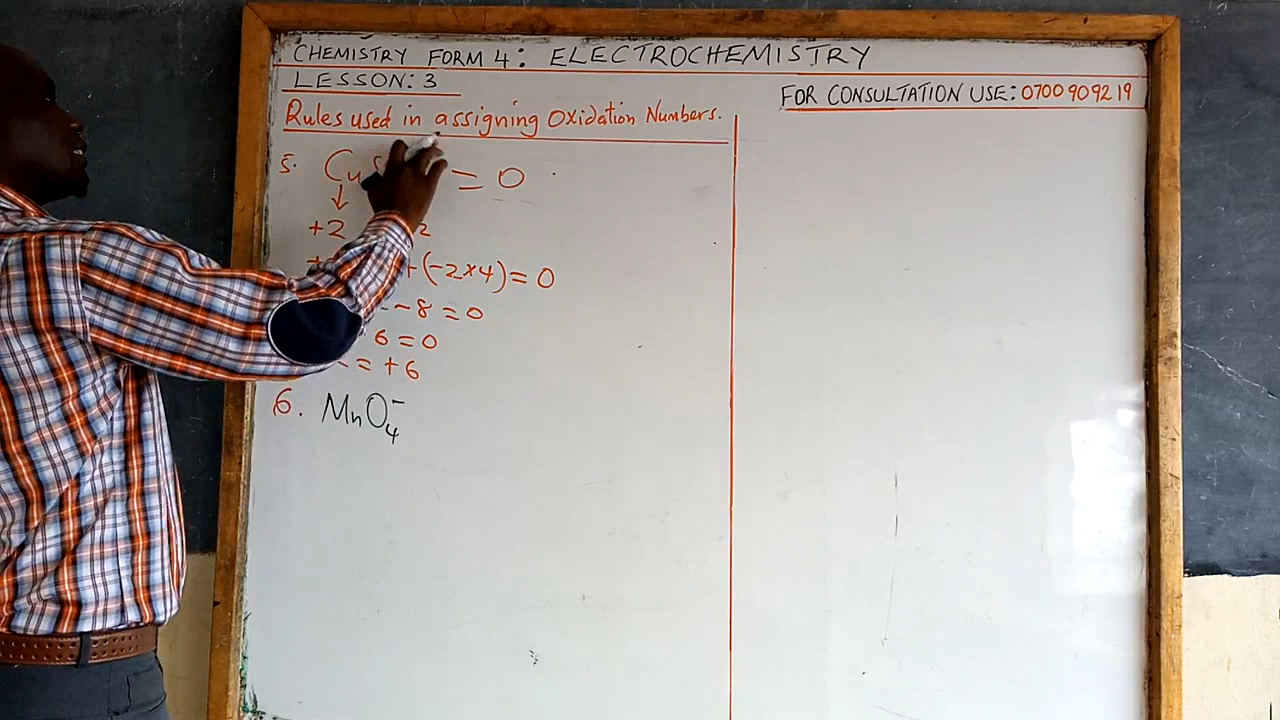 CHEMISTRY FORM 4: ELECTROCHEMISTRY
LESSON: 3
FOR CONSULTATION USE: 0700 909219
Rules used in assigning Oxidation Numbers.
5. Cu = 0
↓
+2 2
+(-2x4) = 0
- 8 = 0
6 = 0
= +6
6. MnO₄⁻